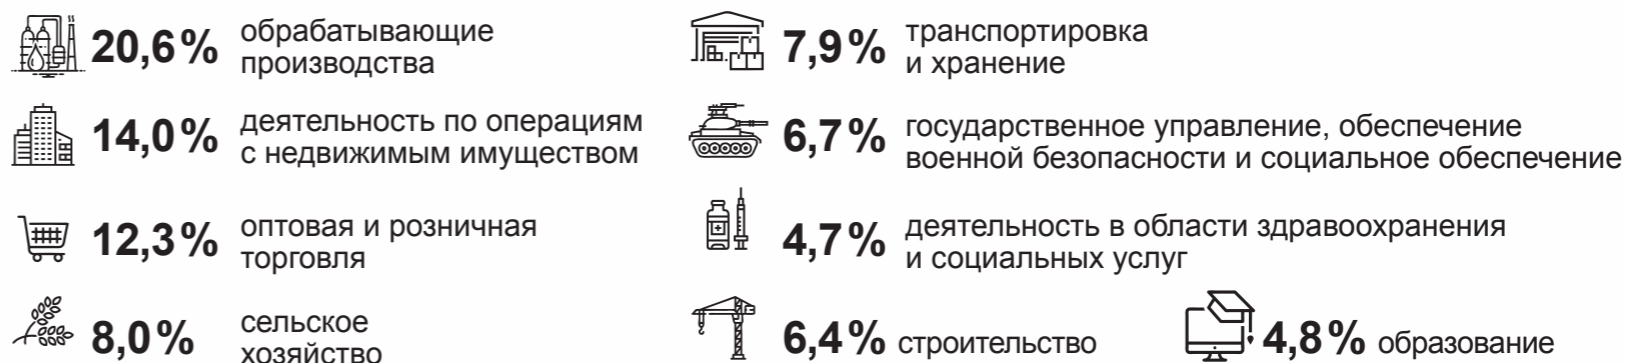 20,6% обрабатывающие
производства
14,0% деятельность по операциям
с недвижимым имуществом
12,3% оптовая и розничная
торговля
8,0% сельское
хозяйство
7,9% транспортировка
и хранение
6,7% государственное управление, обеспечение
военной безопасности и социальное обеспечение
4,7% деятельность в области здравоохранения
и социальных услуг
6,4% строительство
4,8% образование